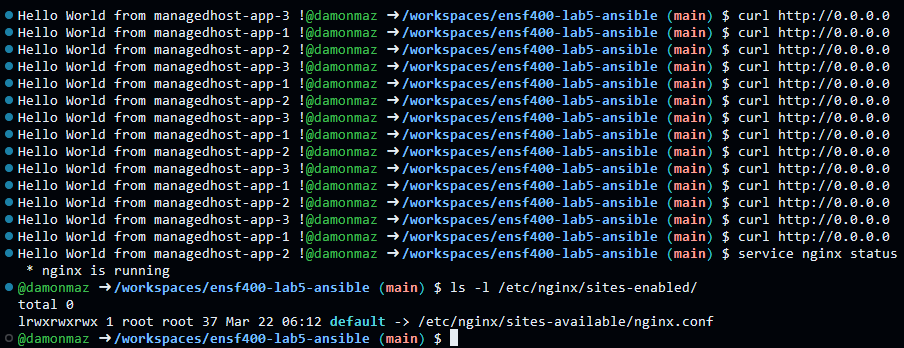 Hello World from managedhost-app-3 !@damonmaz ➜/workspaces/ensf400-lab5-ansible (main) $ curl http://0.0.0.0
Hello World from managedhost-app-1 !@damonmaz ➜/workspaces/ensf400-lab5-ansible (main) $ curl http://0.0.0.0
Hello World from managedhost-app-2 !@damonmaz ➜/workspaces/ensf400-lab5-ansible (main) $ curl http://0.0.0.0
Hello World from managedhost-app-3 !@damonmaz ➜/workspaces/ensf400-lab5-ansible (main) $ curl http://0.0.0.0
Hello World from managedhost-app-1 !@damonmaz ➜/workspaces/ensf400-lab5-ansible (main) $ curl http://0.0.0.0
Hello World from managedhost-app-2 !@damonmaz ➜/workspaces/ensf400-lab5-ansible (main) $ curl http://0.0.0.0
Hello World from managedhost-app-3 !@damonmaz ➜/workspaces/ensf400-lab5-ansible (main) $ curl http://0.0.0.0
Hello World from managedhost-app-1 !@damonmaz ➜/workspaces/ensf400-lab5-ansible (main) $ curl http://0.0.0.0
Hello World from managedhost-app-2 !@damonmaz ➜/workspaces/ensf400-lab5-ansible (main) $ curl http://0.0.0.0
Hello World from managedhost-app-3 !@damonmaz ➜/workspaces/ensf400-lab5-ansible (main) $ curl http://0.0.0.0
Hello World from managedhost-app-1 !@damonmaz ➜/workspaces/ensf400-lab5-ansible (main) $ curl http://0.0.0.0
Hello World from managedhost-app-2 !@damonmaz ➜/workspaces/ensf400-lab5-ansible (main) $ curl http://0.0.0.0
Hello World from managedhost-app-3 !@damonmaz ➜/workspaces/ensf400-lab5-ansible (main) $ curl http://0.0.0.0
Hello World from managedhost-app-1 !@damonmaz ➜/workspaces/ensf400-lab5-ansible (main) $ curl http://0.0.0.0
Hello World from managedhost-app-2 !@damonmaz ➜/workspaces/ensf400-lab5-ansible (main) $ service nginx status
 * nginx is running
@damonmaz ➜/workspaces/ensf400-lab5-ansible (main) $ ls -l /etc/nginx/sites-enabled/
total 0
lrwxrwxrwx 1 root root 37 Mar 22 06:12 default -> /etc/nginx/sites-available/nginx.conf
@damonmaz ➜/workspaces/ensf400-lab5-ansible (main) $